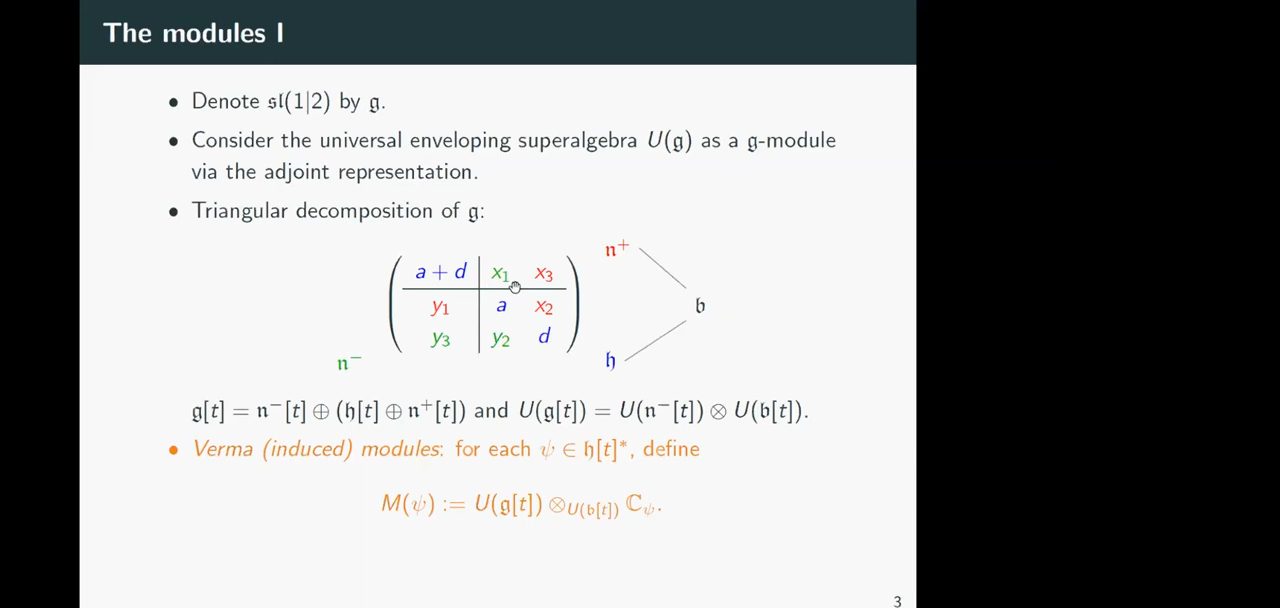 The modules I
• Denote 𝔰𝔩(1|2) by 𝔤.
• Consider the universal enveloping superalgebra U(𝔤) as a 𝔤-module
via the adjoint representation.
• Triangular decomposition of 𝔤:
𝔫⁺
a + d x₁ x₃
y₁ a x₂
𝔟
y₃ y₂ d
𝔫⁻ 𝔥
𝔤[t] = 𝔫⁻[t] ⊕ (𝔥[t] ⊕ 𝔫⁺[t]) and U(𝔤[t]) = U(𝔫⁻[t]) ⊗ U(𝔟[t]).
• Verma (induced) modules: for each ψ ∈ 𝔥[t]*, define
M(ψ) := U(𝔤[t]) ⊗_{U(𝔟[t])} ℂ_ψ.
3